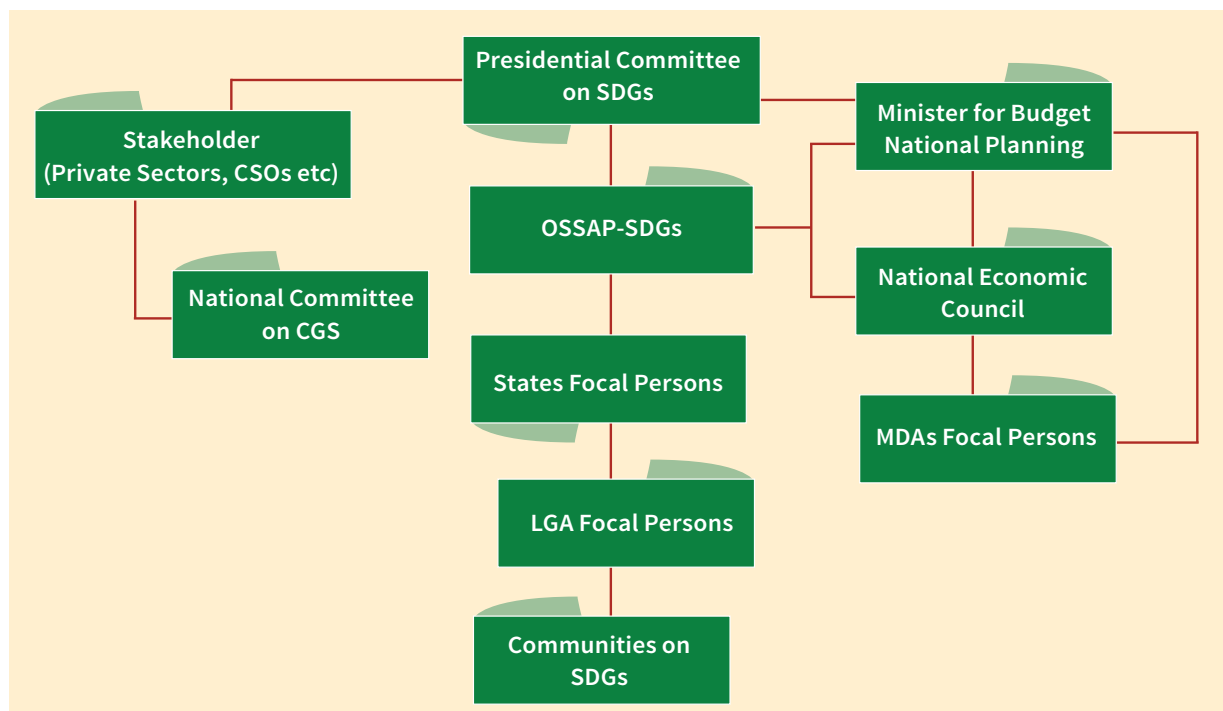 Presidential Committee
on SDGs
Stakeholder
(Private Sectors, CSOs etc)
Minister for Budget
National Planning
OSSAP-SDGs
National Committee
on CGS
National Economic
Council
States Focal Persons
MDAs Focal Persons
LGA Focal Persons
Communities on
SDGs